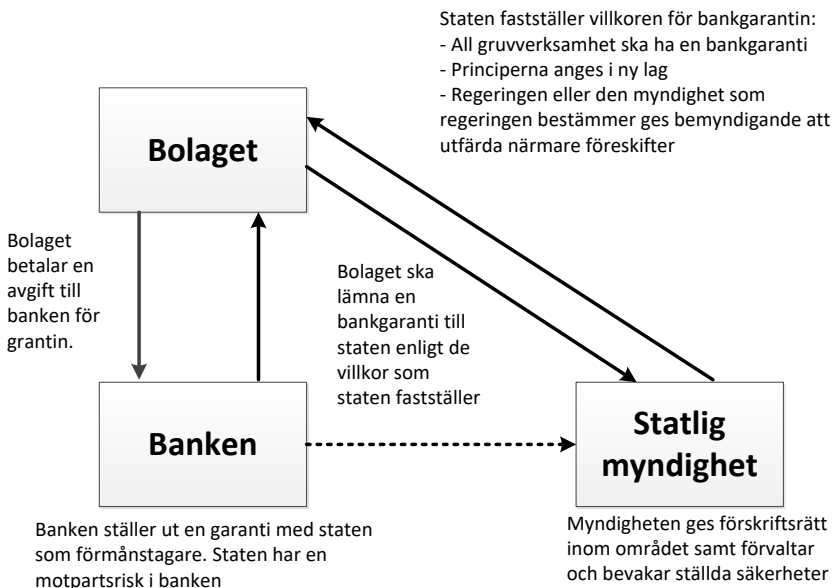 Staten fastställer villkoren för bankgarantin:
- All gruvverksamhet ska ha en bankgaranti
- Principerna anges i ny lag
- Regeringen eller den myndighet som
regeringen bestämmer ges bemyndigande att
utfärda närmare föreskifter
Bolaget
Bolaget
betalar en
avgift till
banken för
grantin.
Bolaget ska
lämna en
bankgaranti till
staten enligt de
villkor som
staten fastställer
Banken
Statlig
myndighet
Banken ställer ut en garanti med staten
som förmånstagare. Staten har en
motpartsrisk i banken
Myndigheten ges förskriftsrätt
inom området samt förvaltar
och bevakar ställda säkerheter